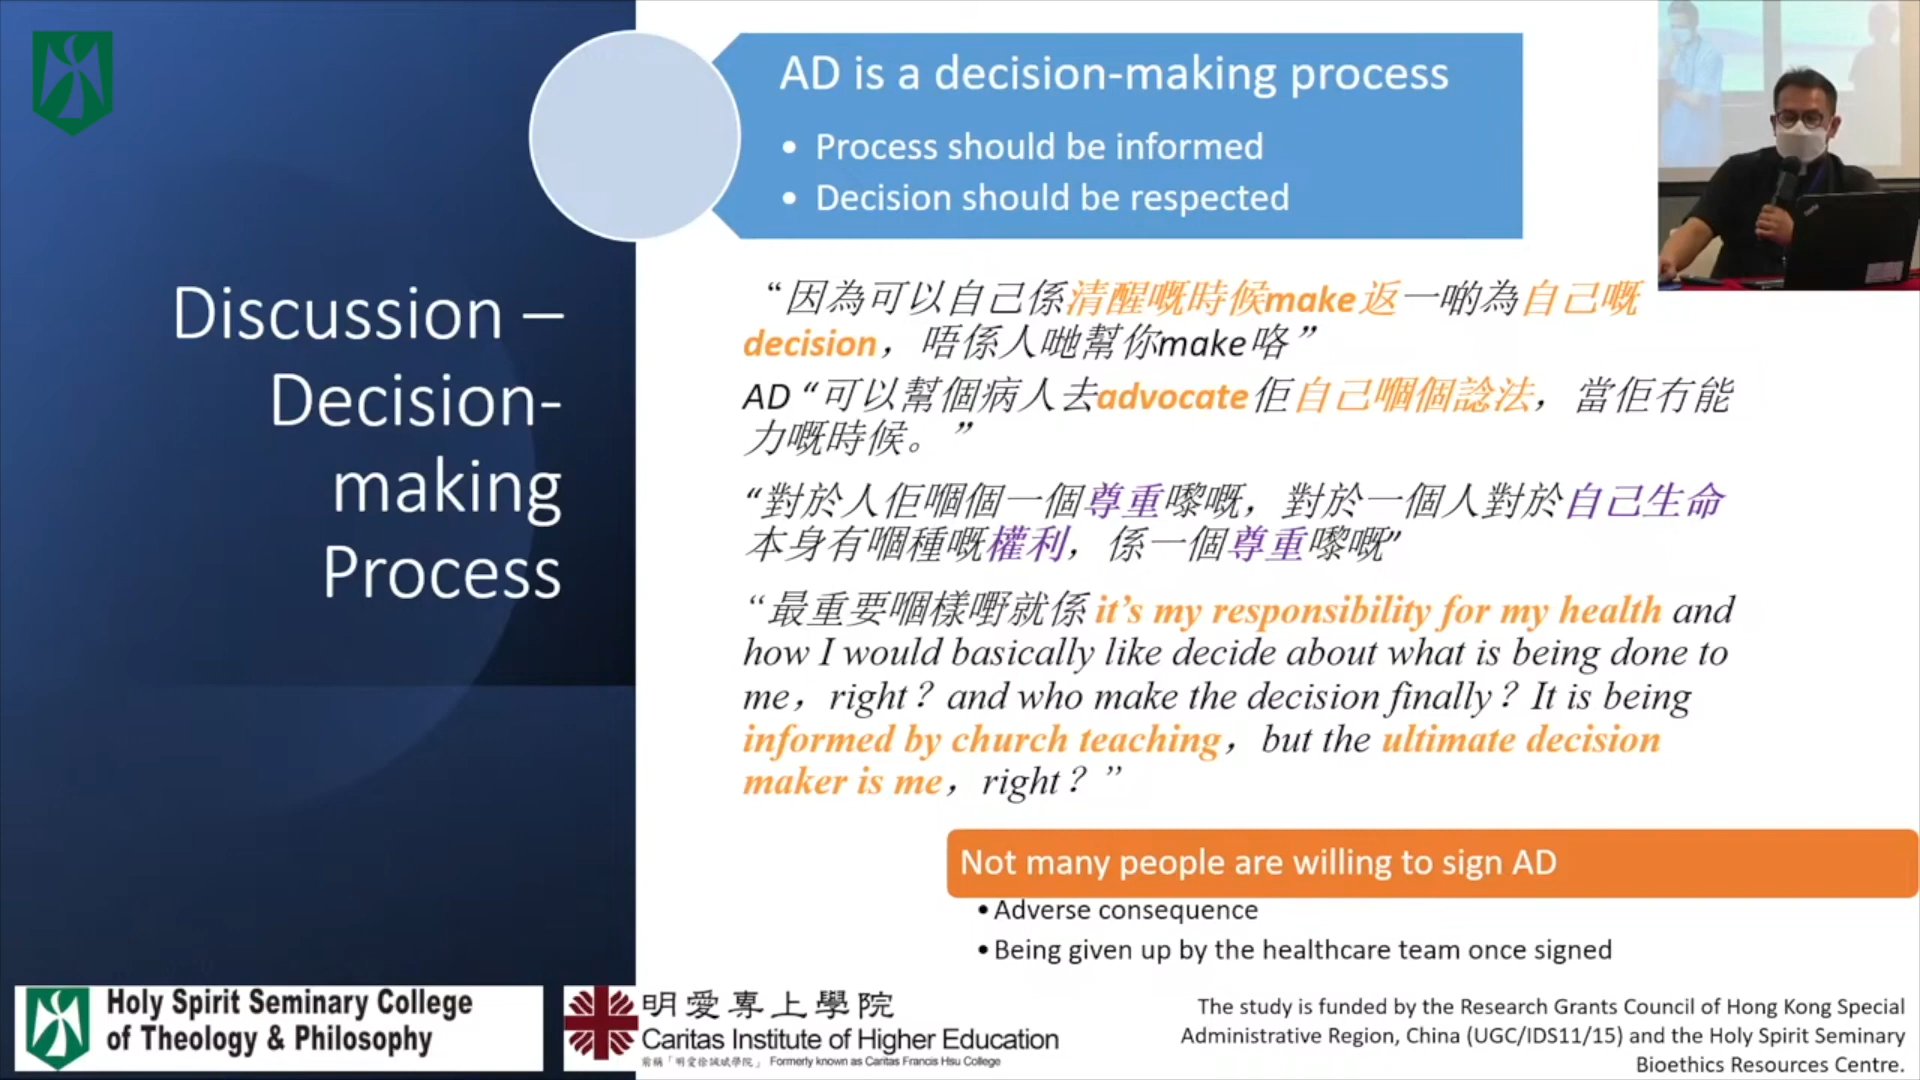 AD is a decision-making process
• Process should be informed
• Decision should be respected
Discussion –
Decision-
making
Process
“因為可以自己係清醒嘅時候make返一啲為自己嘅
decision，唔係人哋幫你make咯”
AD “可以幫個病人去advocate佢自己嗰個諗法，當佢冇能
力嘅時候。”
“對於人佢嗰個一個尊重嚟嘅，對於一個人對於自己生命
本身有嗰種嘅權利，係一個尊重嚟嘅”
“最重要嗰樣嘢就係 it’s my responsibility for my health and
how I would basically like decide about what is being done to
me，right？and who make the decision finally？It is being
informed by church teaching，but the ultimate decision
maker is me，right？”
Not many people are willing to sign AD
•Adverse consequence
•Being given up by the healthcare team once signed
Holy Spirit Seminary College
of Theology & Philosophy
明愛專上學院
Caritas Institute of Higher Education
前稱「明愛徐誠斌學院」 Formerly known as Caritas Francis Hsu College
The study is funded by the Research Grants Council of Hong Kong Special
Administrative Region, China (UGC/IDS11/15) and the Holy Spirit Seminary
Bioethics Resources Centre.